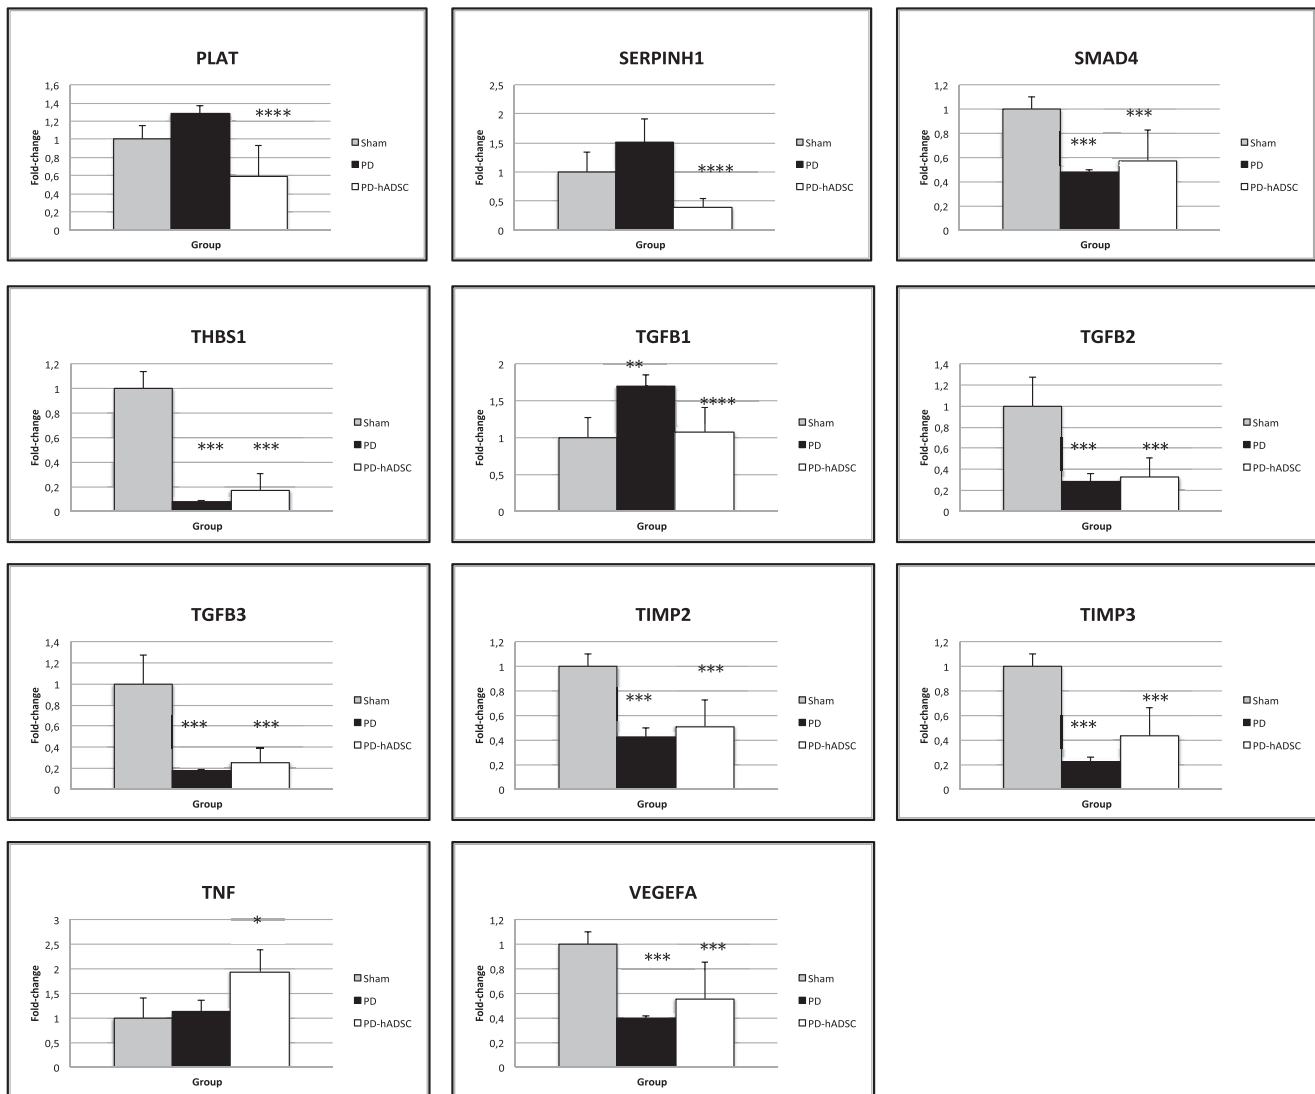 PLAT
1,6
1,4
1,2
1
0,8
0,6
0,4
0,2
0
Fold-change
Group
****
Sham
PD
PD-hADSC
SERPINH1
2,5
2
1,5
1
0,5
0
Fold-change
Group
****
Sham
PD
PD-hADSC
SMAD4
1,2
1
0,8
0,6
0,4
0,2
0
Fold-change
Group
***
***
Sham
PD
PD-hADSC
THBS1
1,2
1
0,8
0,6
0,4
0,2
0
Fold-change
Group
***
***
Sham
PD
PD-hADSC
TGFB1
2
1,5
1
0,5
0
Fold-change
Group
**
****
Sham
PD
PD-hADSC
TGFB2
1,4
1,2
1
0,8
0,6
0,4
0,2
0
Fold-change
Group
***
***
Sham
PD
PD-hADSC
TGFB3
1,4
1,2
1
0,8
0,6
0,4
0,2
0
Fold-change
Group
***
***
Sham
PD
PD-hADSC
TIMP2
1,2
1
0,8
0,6
0,4
0,2
0
Fold-change
Group
***
***
Sham
PD
PD-hADSC
TIMP3
1,2
1
0,8
0,6
0,4
0,2
0
Fold-change
Group
***
***
Sham
PD
PD-hADSC
TNF
3
2,5
2
1,5
1
0,5
0
Fold-change
Group
*
Sham
PD
PD-hADSC
VEGEFA
1,2
1
0,8
0,6
0,4
0,2
0
Fold-change
Group
***
***
Sham
PD
PD-hADSC